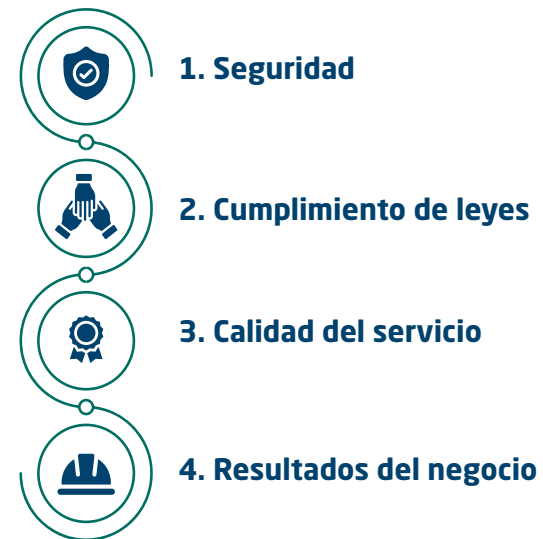 1. Seguridad
2. Cumplimiento de leyes
3. Calidad del servicio
4. Resultados del negocio